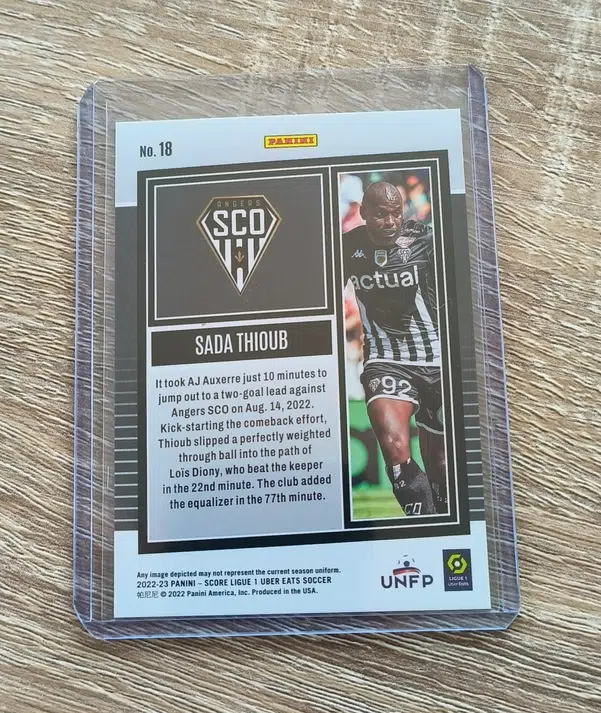 No. 18
PANINI
ANGERS
SCO
SADA THIOUB
It took AJ Auxerre just 10 minutes to
jump out to a two-goal lead against
Angers SCO on Aug. 14, 2022.
Kick-starting the comeback effort,
Thioub slipped a perfectly weighted
through ball into the path of
Loïs Diony, who beat the keeper
in the 22nd minute. The club added
the equalizer in the 77th minute.
actual
92
92
Any image depicted may not represent the current season uniform.
2022-23 PANINI – SCORE LIGUE 1 UBER EATS SOCCER
帕尼尼 © 2022 Panini America, Inc. Produced in the USA.
UNFP
LIGUE 1
Uber Eats